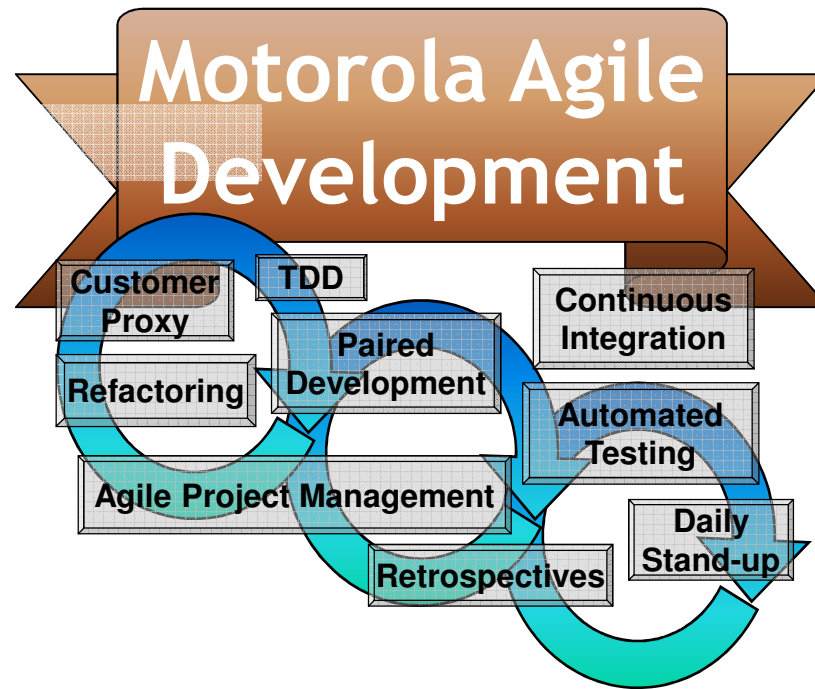 Motorola Agile
Development
Customer
Proxy
TDD
Continuous
Integration
Paired
Development
Refactoring
Automated
Testing
Agile Project Management
Daily
Stand-up
Retrospectives